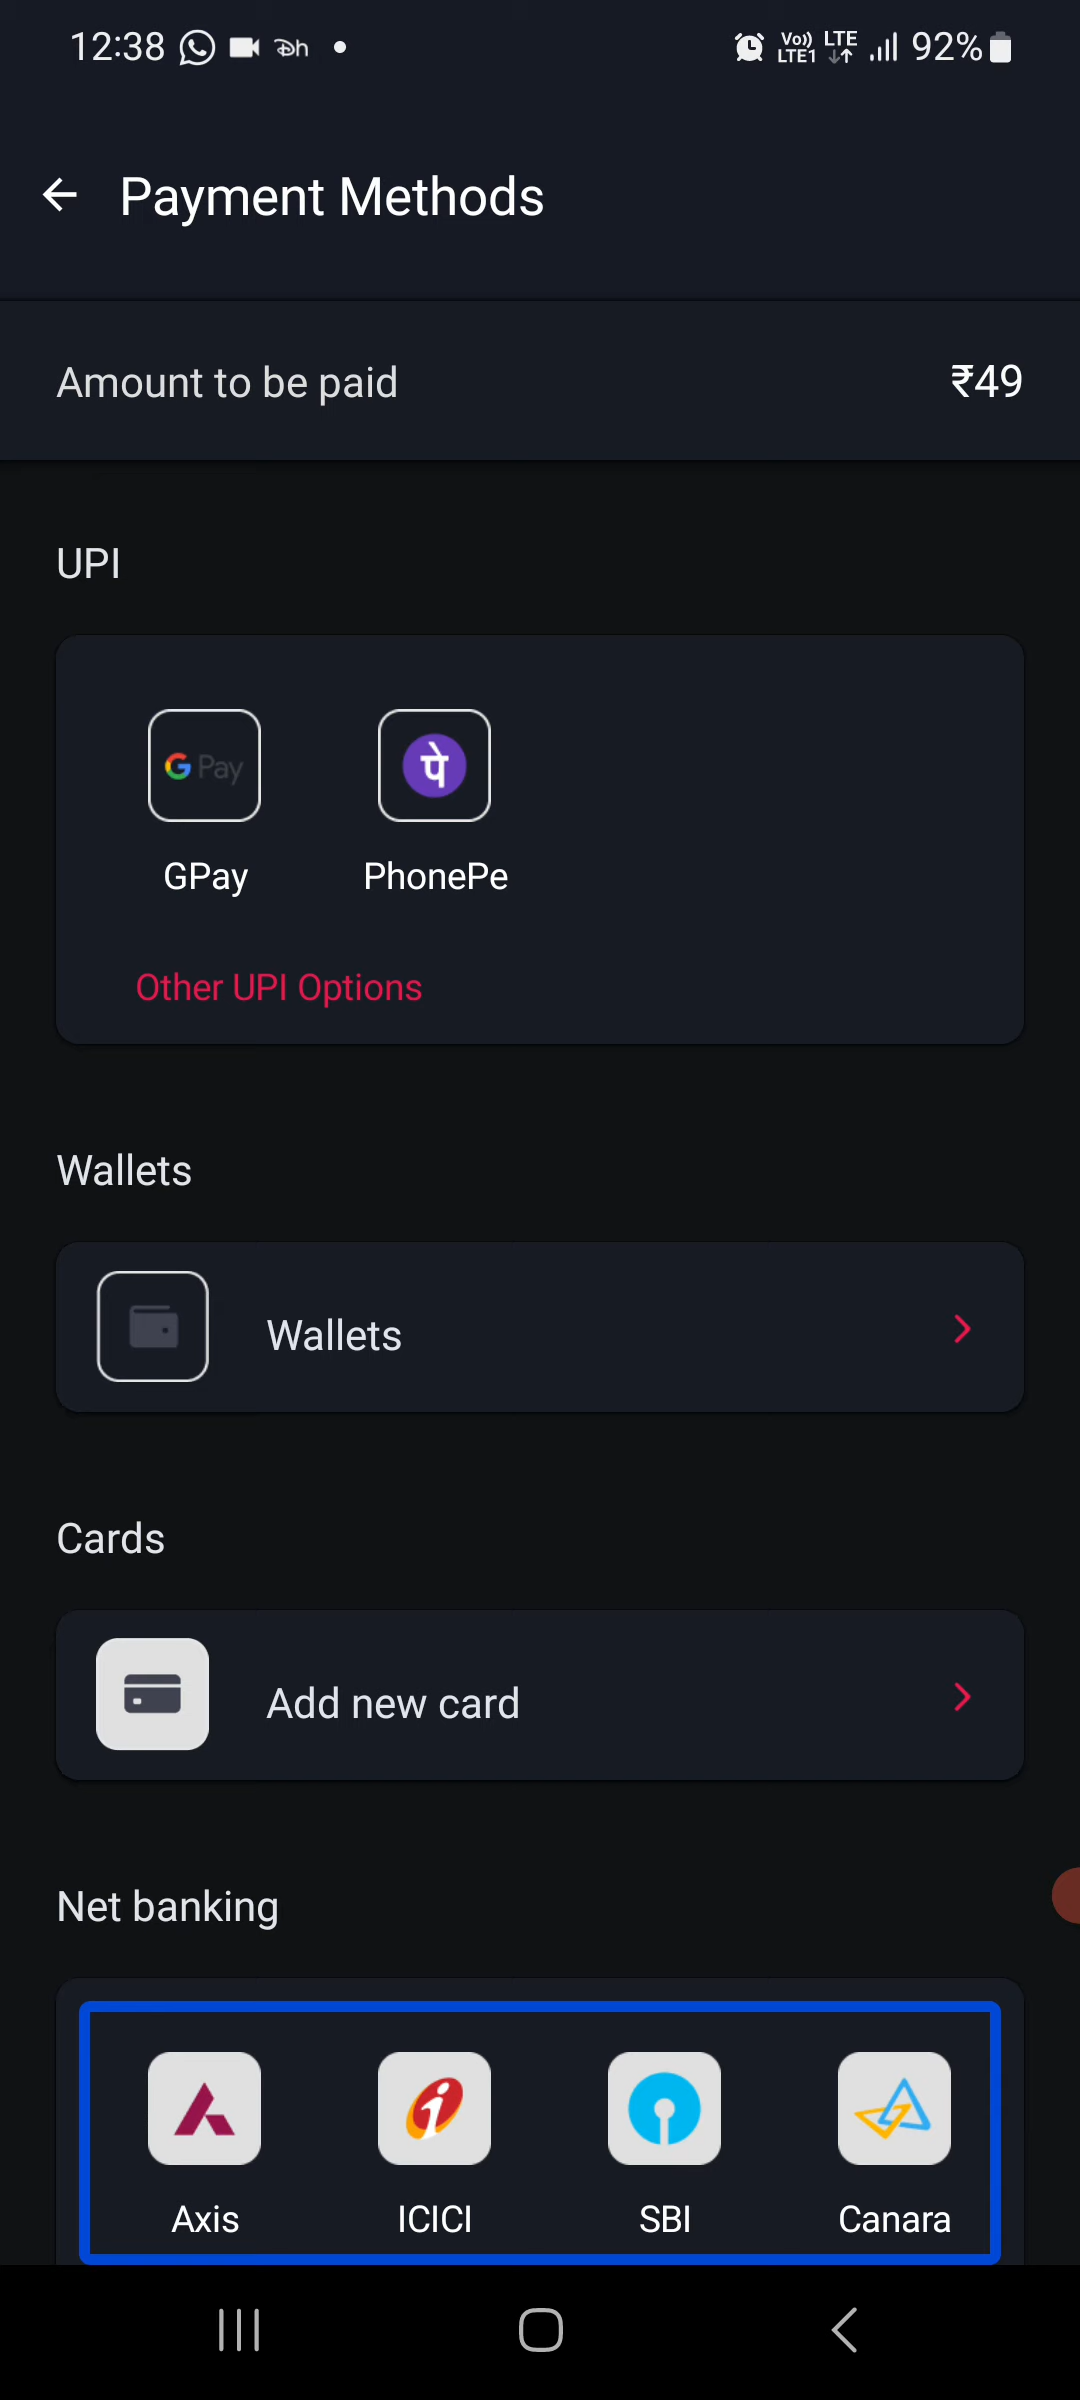 12:38 Dh Vo)) LTE1 LTE 92%
Payment Methods
Amount to be paid ₹49
UPI
G Pay पे
GPay PhonePe
Other UPI Options
Wallets
Wallets
Cards
Add new card
Net banking
Axis ICICI SBI Canara